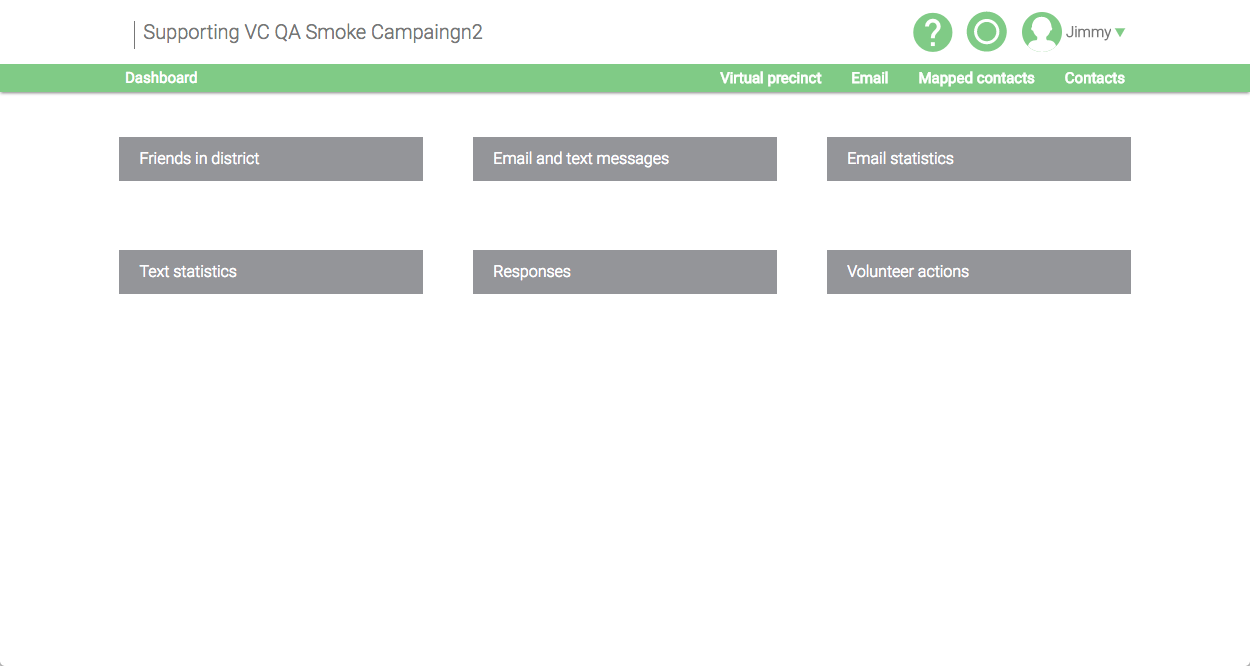 Supporting VC QA Smoke Campaingn2
? Jimmy ▼
Dashboard Virtual precinct Email Mapped contacts Contacts
Friends in district Email and text messages Email statistics
Text statistics Responses Volunteer actions